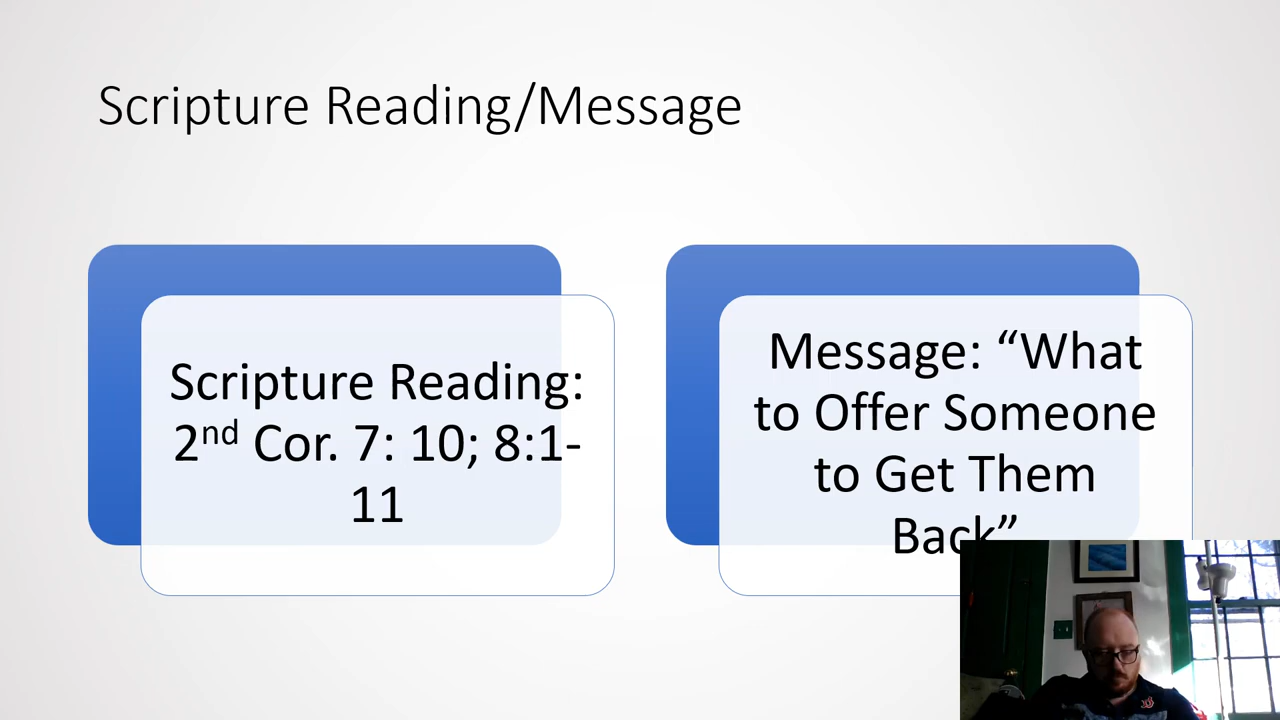 Scripture Reading/Message
Scripture Reading:
2nd Cor. 7: 10; 8:1-
11
Message: “What
to Offer Someone
to Get Them
Back”